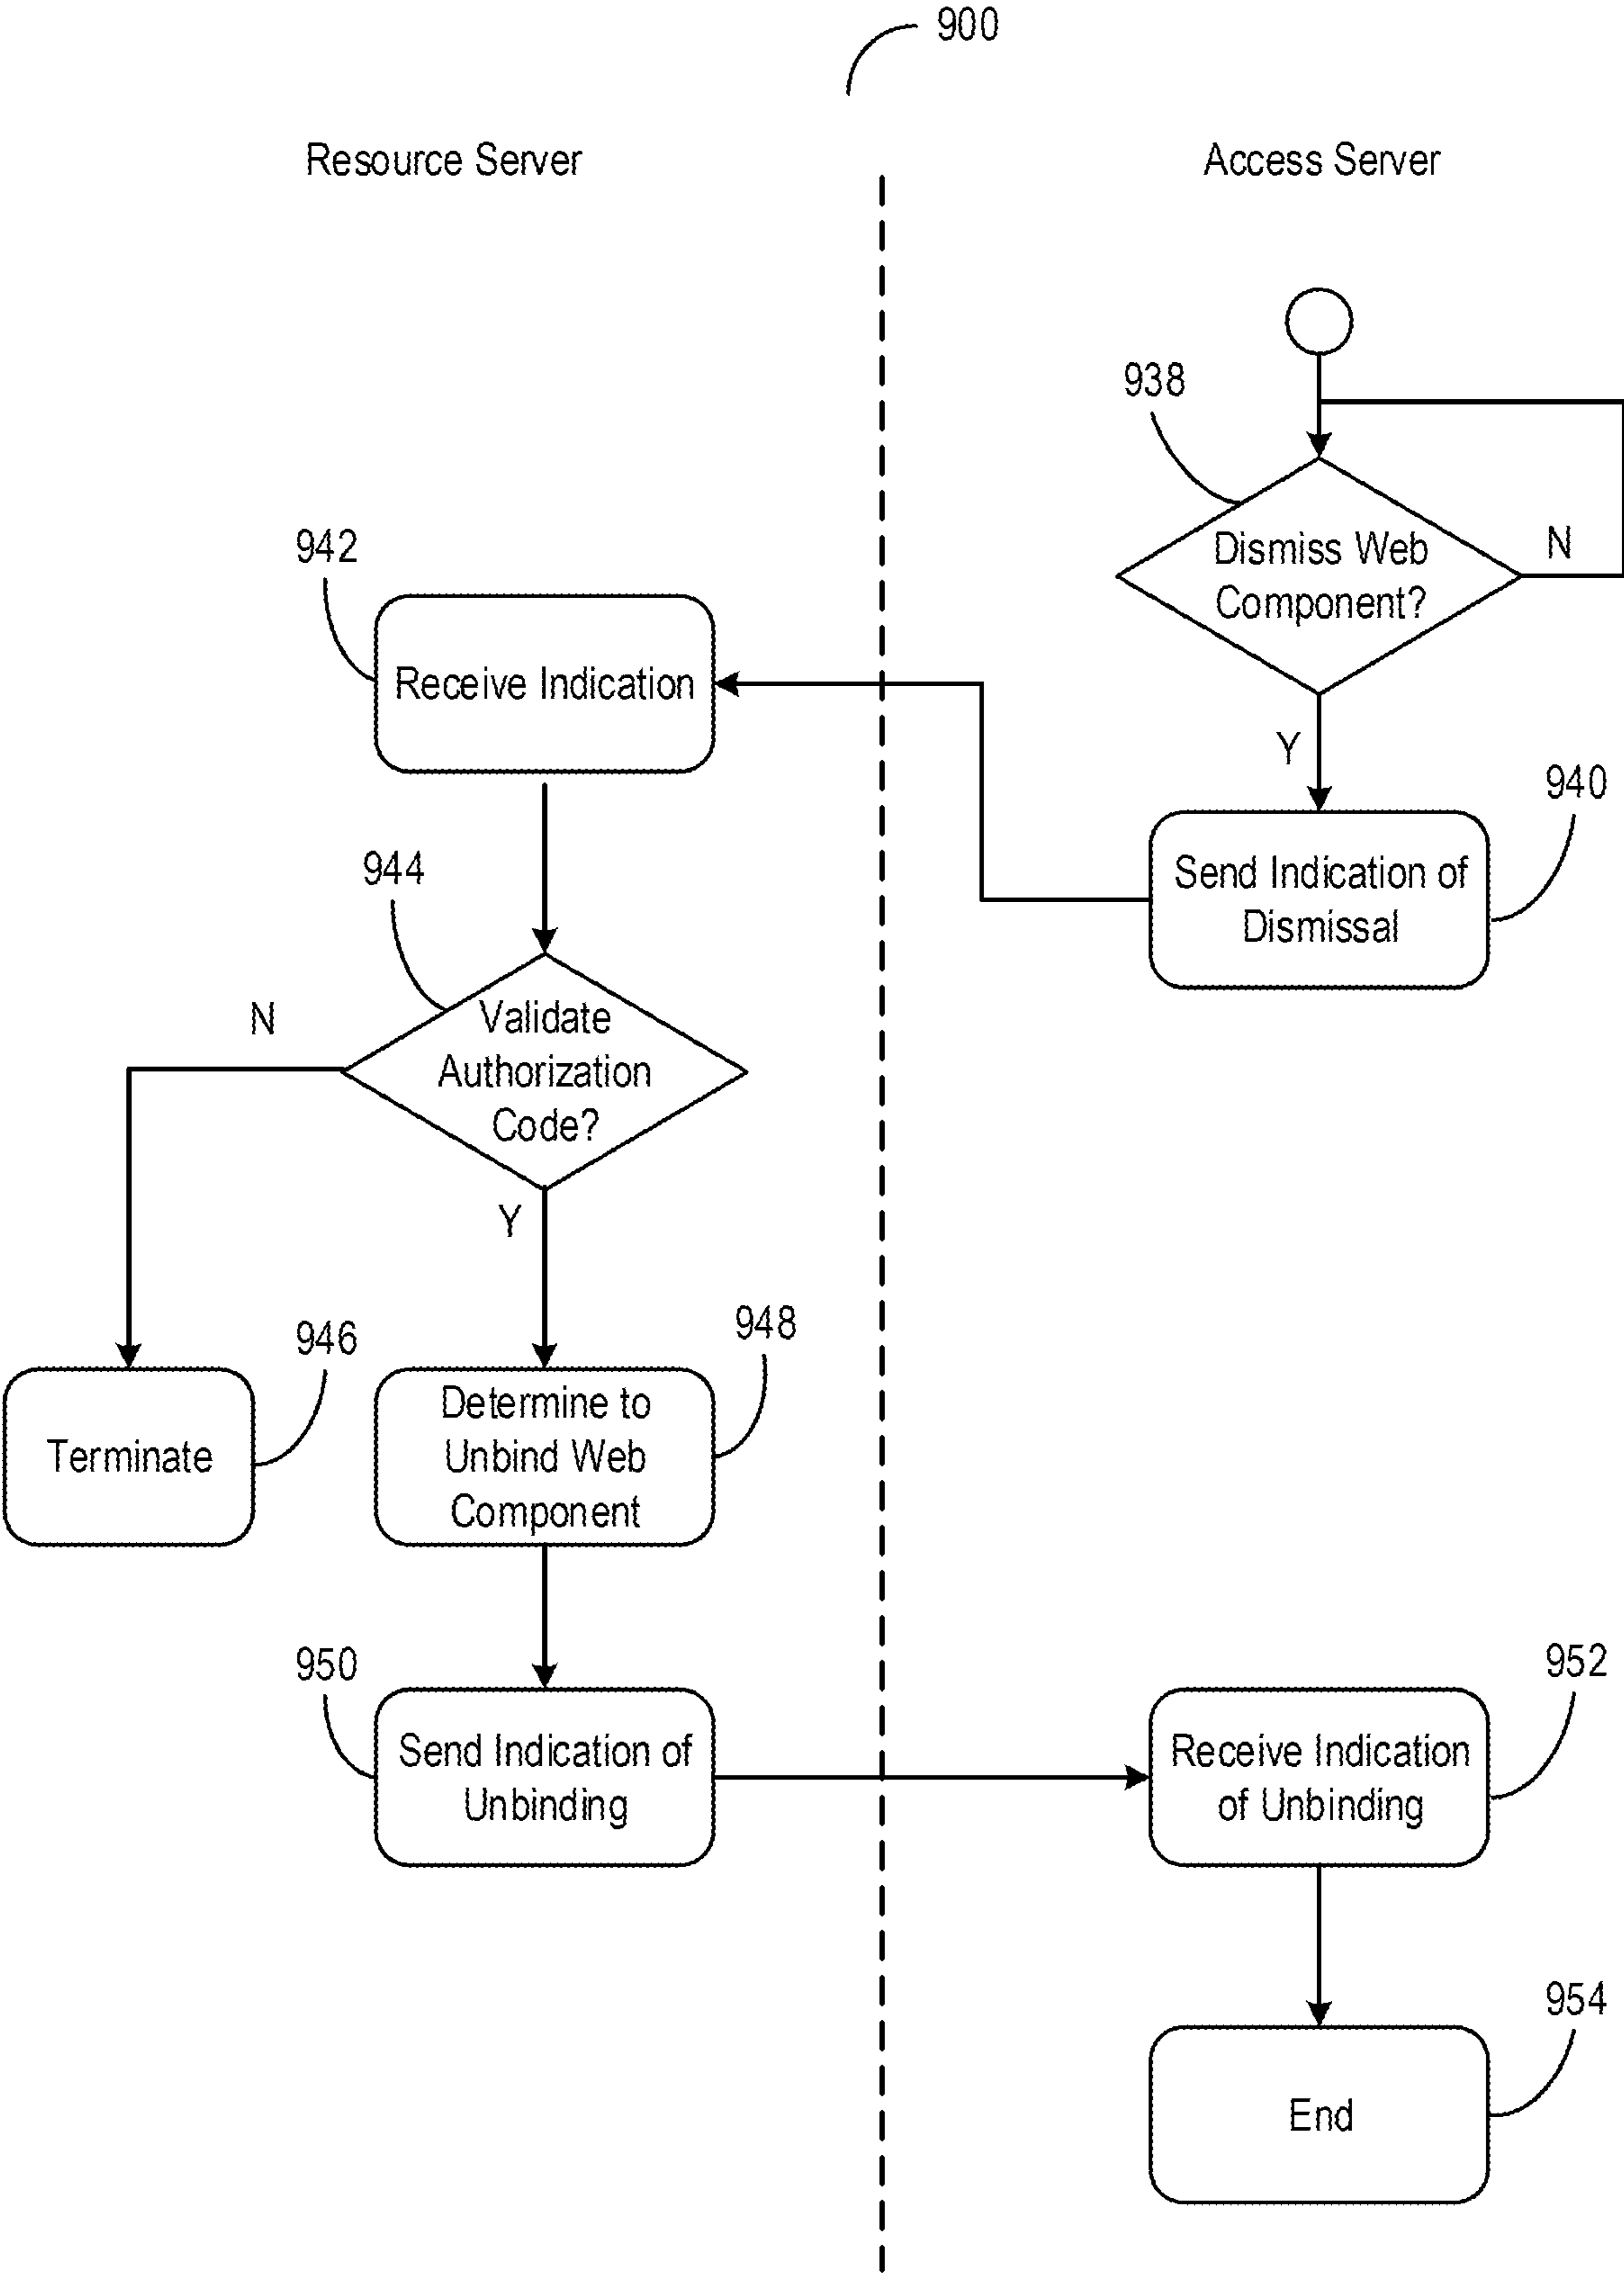 900
Resource Server
Access Server
938
Dismiss Web
Component?
N
942
Receive Indication
Y
940
Send Indication of
Dismissal
944
N
Validate
Authorization
Code?
Y
946
948
Terminate
Determine to
Unbind Web
Component
950
Send Indication of
Unbinding
952
Receive Indication
of Unbinding
954
End